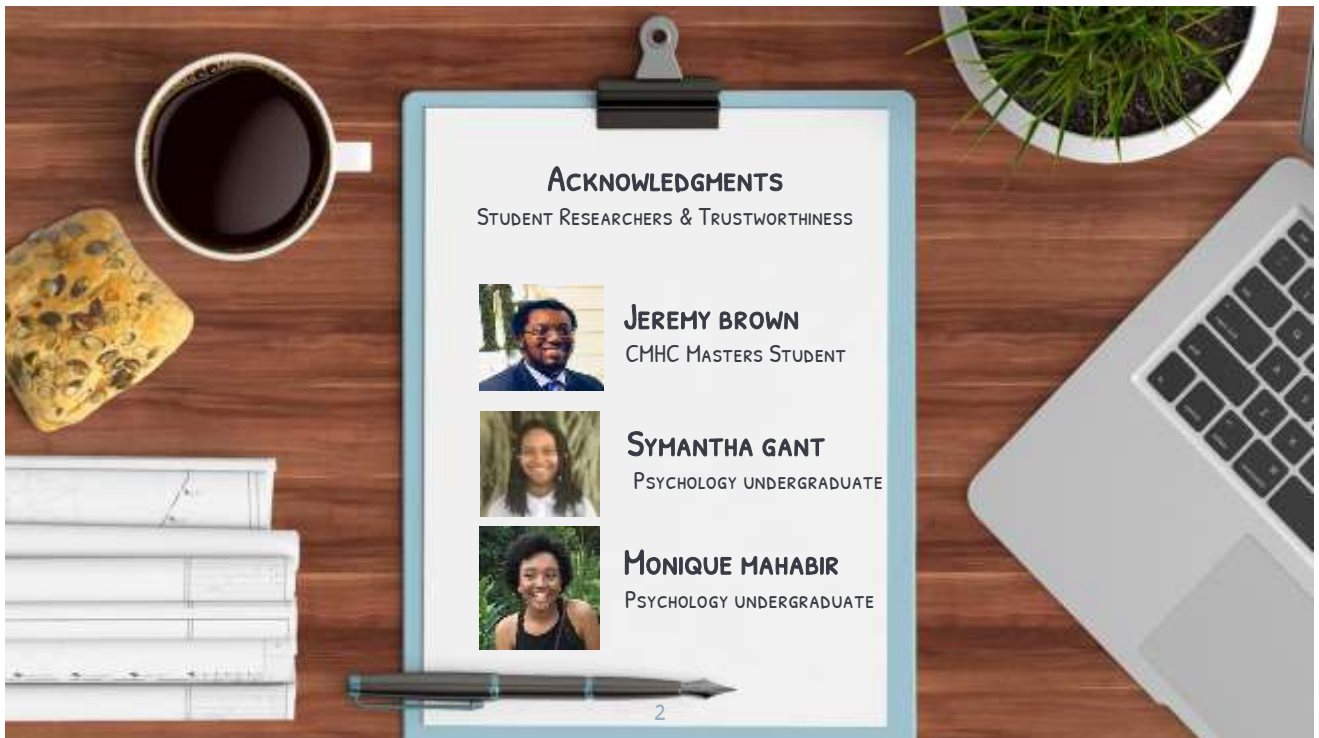 Acknowledgments
Student Researchers & Trustworthiness
Jeremy brown
CMHC Masters Student
Symantha gant
Psychology undergraduate
Monique mahabir
Psychology undergraduate
2